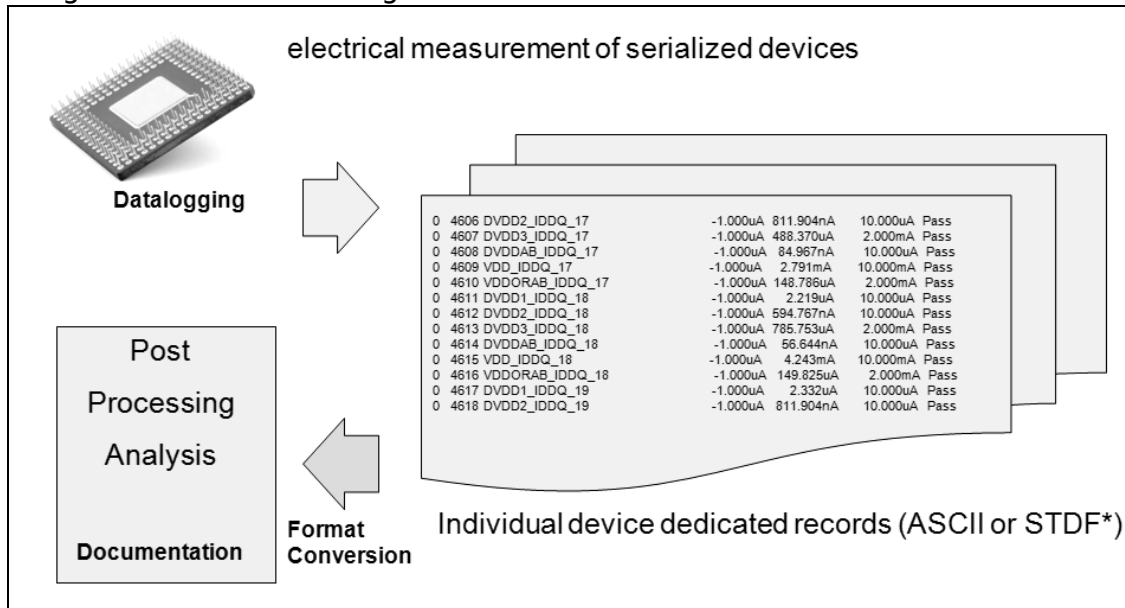 electrical measurement of serialized devices
Datalogging
0 4606 DVDD2_IDDQ_17 -1.000uA 811.904nA 10.000uA Pass
0 4607 DVDD3_IDDQ_17 -1.000uA 488.370uA 2.000mA Pass
0 4608 DVDDAB_IDDQ_17 -1.000uA 84.967nA 10.000uA Pass
0 4609 VDD_IDDQ_17 -1.000uA 2.791mA 10.000mA Pass
0 4610 VDDORAB_IDDQ_17 -1.000uA 148.786uA 2.000mA Pass
0 4611 DVDD1_IDDQ_18 -1.000uA 2.219uA 10.000uA Pass
0 4612 DVDD2_IDDQ_18 -1.000uA 594.767nA 10.000uA Pass
0 4613 DVDD3_IDDQ_18 -1.000uA 785.753uA 2.000mA Pass
0 4614 DVDDAB_IDDQ_18 -1.000uA 56.644nA 10.000uA Pass
0 4615 VDD_IDDQ_18 -1.000uA 4.243mA 10.000mA Pass
0 4616 VDDORAB_IDDQ_18 -1.000uA 149.825uA 2.000mA Pass
0 4617 DVDD1_IDDQ_19 -1.000uA 2.332uA 10.000uA Pass
0 4618 DVDD2_IDDQ_19 -1.000uA 811.904nA 10.000uA Pass
Individual device dedicated records (ASCII or STDF*)
Format
Conversion
Post
Processing
Analysis
Documentation